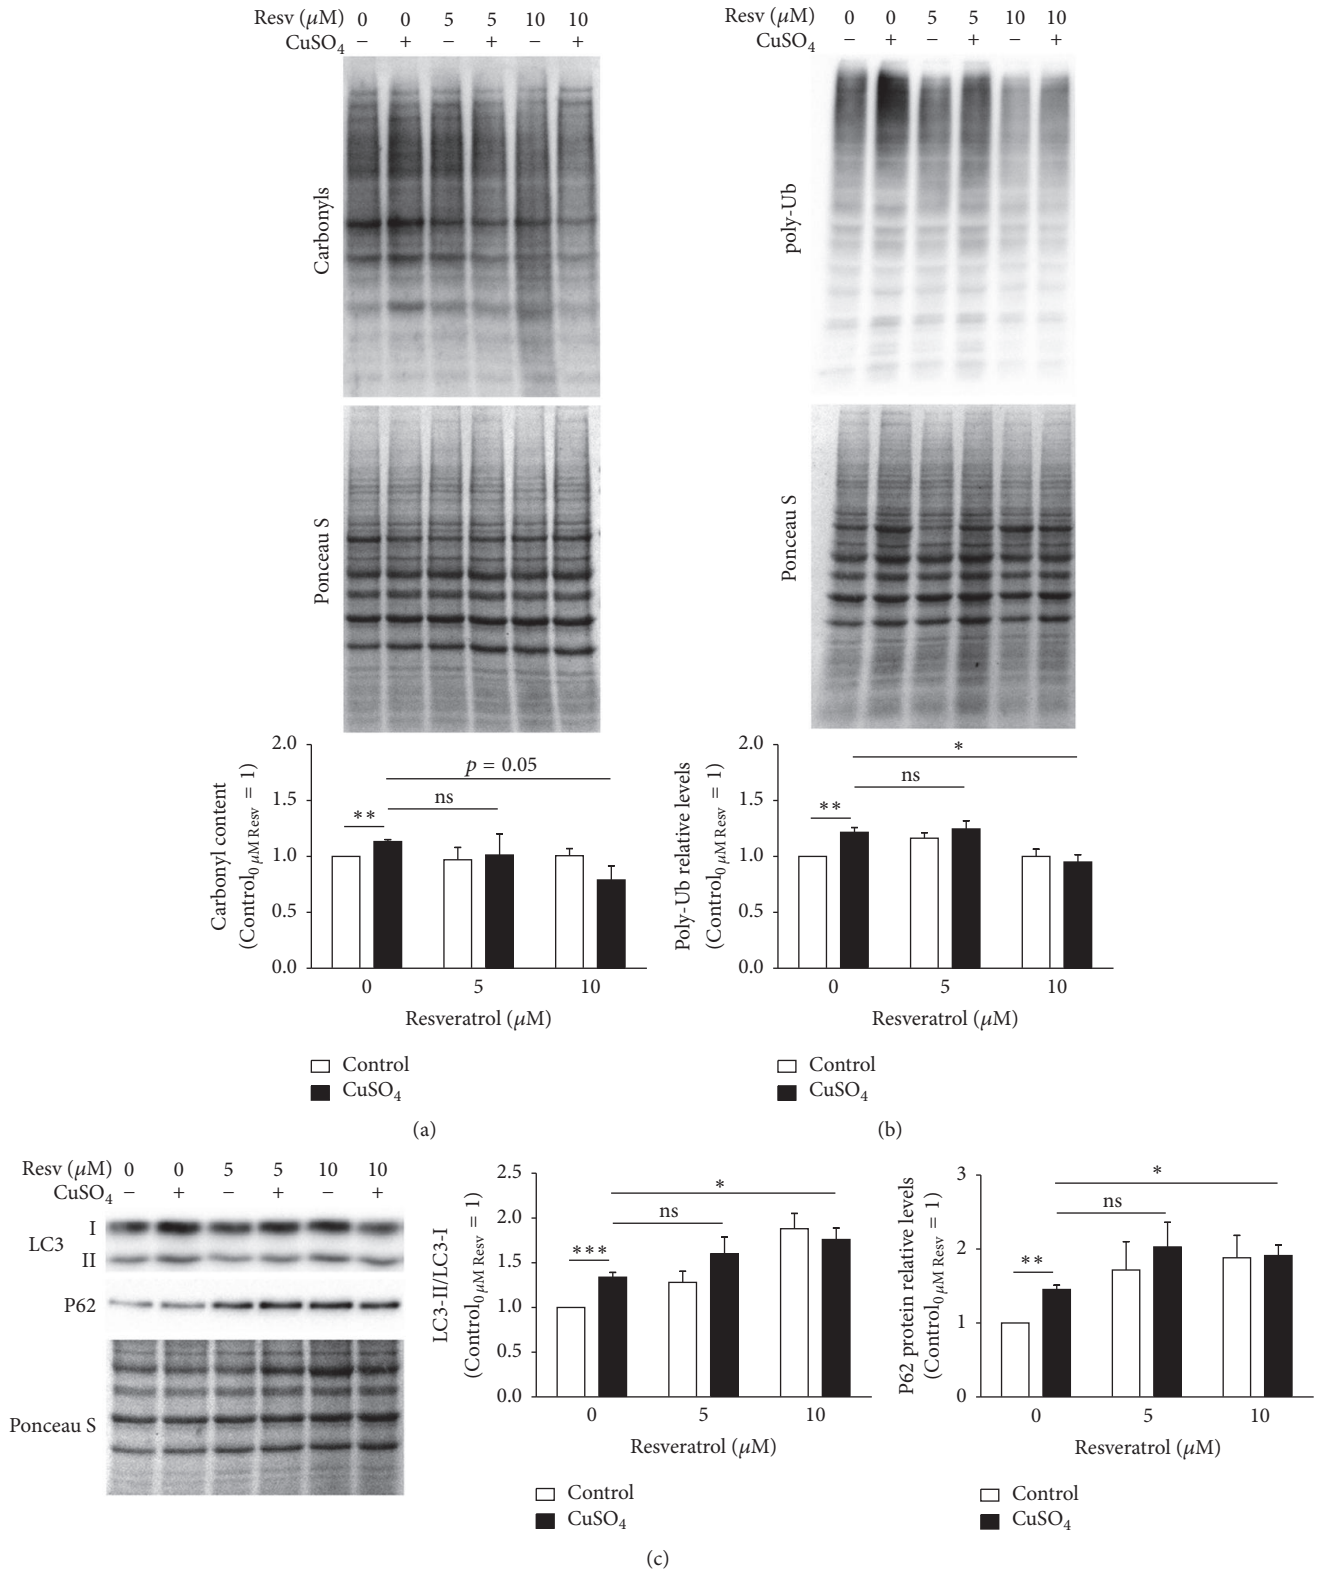 Resv (μM) 0 0 5 5 10 10
CuSO4 − + − + − +
Carbonyls
Ponceau S
2.0
1.5
1.0
0.5
0.0
Carbonyl content
(Control0 μM Resv = 1)
p = 0.05
ns
**
0 5 10
Resveratrol (μM)
Control
CuSO4
(a)
Resv (μM) 0 0 5 5 10 10
CuSO4 − + − + − +
poly-Ub
Ponceau S
2.0
1.5
1.0
0.5
0.0
Poly-Ub relative levels
(Control0 μM Resv = 1)
*
ns
**
0 5 10
Resveratrol (μM)
Control
CuSO4
(b)
Resv (μM) 0 0 5 5 10 10
CuSO4 − + − + − +
LC3
I
II
P62
Ponceau S
2.5
2.0
1.5
1.0
0.5
0.0
LC3-II/LC3-I
(Control0 μM Resv = 1)
*
ns
***
0 5 10
Resveratrol (μM)
Control
CuSO4
3
2
1
0
P62 protein relative levels
(Control0 μM Resv = 1)
*
ns
**
0 5 10
Resveratrol (μM)
Control
CuSO4
(c)